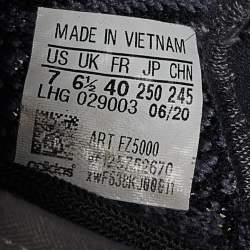 MADE IN VIETNAM
US UK FR JP CHN
7 6½ 40 250 245
LHG 029003 06/20
ART FZ5000
adidas